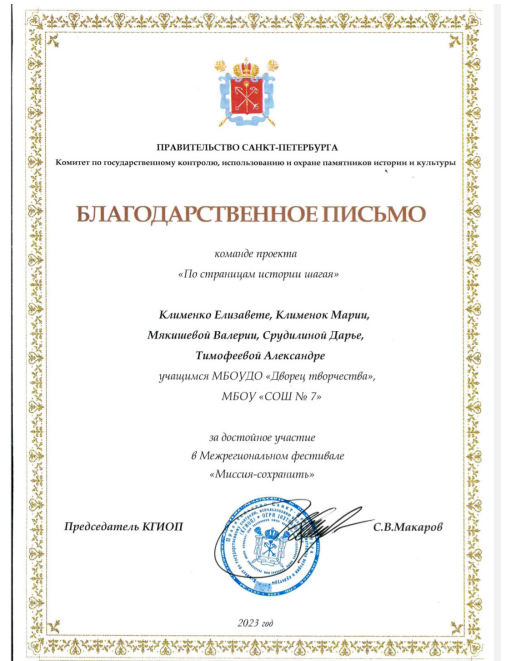 ПРАВИТЕЛЬСТВО САНКТ-ПЕТЕРБУРГА
Комитет по государственному контролю, использованию и охране памятников истории и культуры
БЛАГОДАРСТВЕННОЕ ПИСЬМО
команде проекта
«По страницам истории шагая»
Клименко Елизавете, Клименок Марии,
Мякишевой Валерии, Срудилиной Дарье,
Тимофеевой Александре
учащимся МБОУДО «Дворец творчества»,
МБОУ «СОШ № 7»
за достойное участие
в Межрегиональном фестивале
«Миссия-сохранить»
Председатель КГИОП С.В.Макаров
2023 год